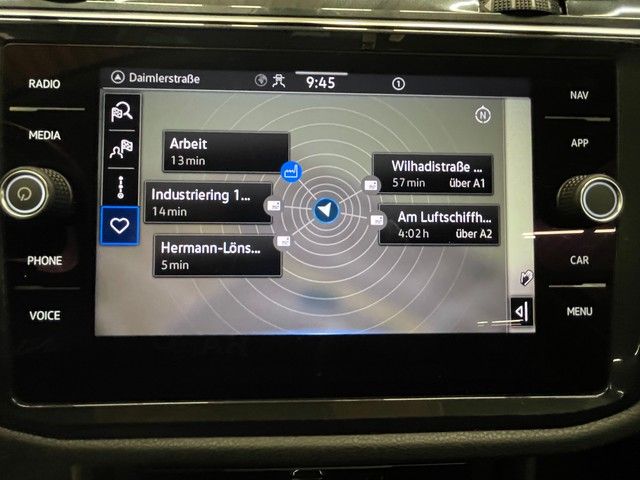 RADIO
MEDIA
PHONE
VOICE
Daimlerstraße
9:45
1
N
Arbeit
13 min
Industriering 1...
14 min
Hermann-Löns...
5 min
Wilhadistraße ...
57 min über A1
Am Luftschiffh...
4:02 h über A2
NAV
APP
CAR
MENU